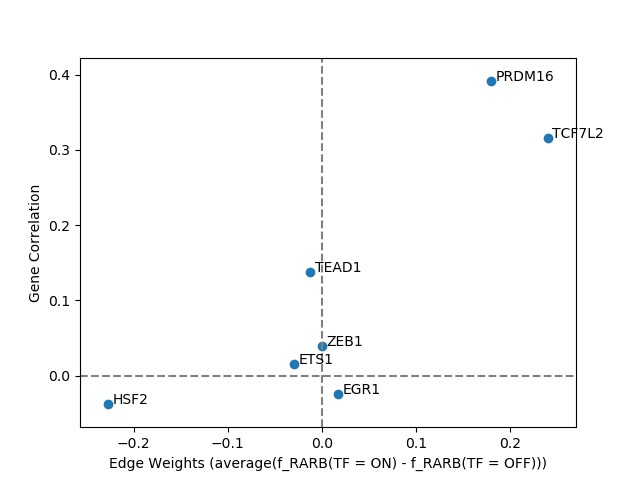 0.4
0.3
0.2
0.1
0.0
Gene Correlation
PRDM16
TCF7L2
TEAD1
ZEB1
ETS1
EGR1
HSF2
−0.2
−0.1
0.0
0.1
0.2
Edge Weights (average(f_RARB(TF = ON) - f_RARB(TF = OFF)))